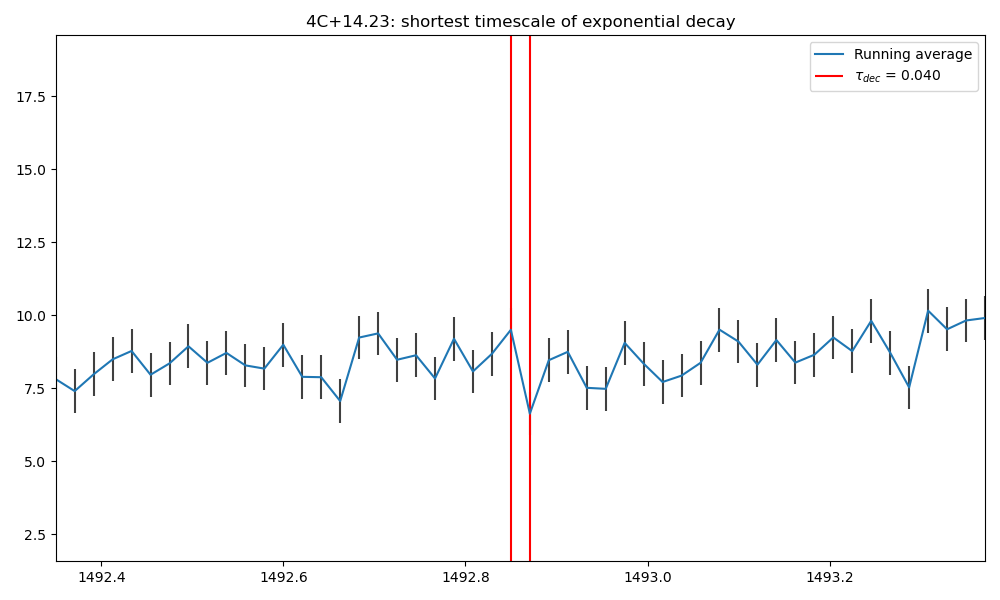 4C+14.23: shortest timescale of exponential decay
Running average
τ_dec = 0.040
17.5
15.0
12.5
10.0
7.5
5.0
2.5
1492.4 1492.6 1492.8 1493.0 1493.2